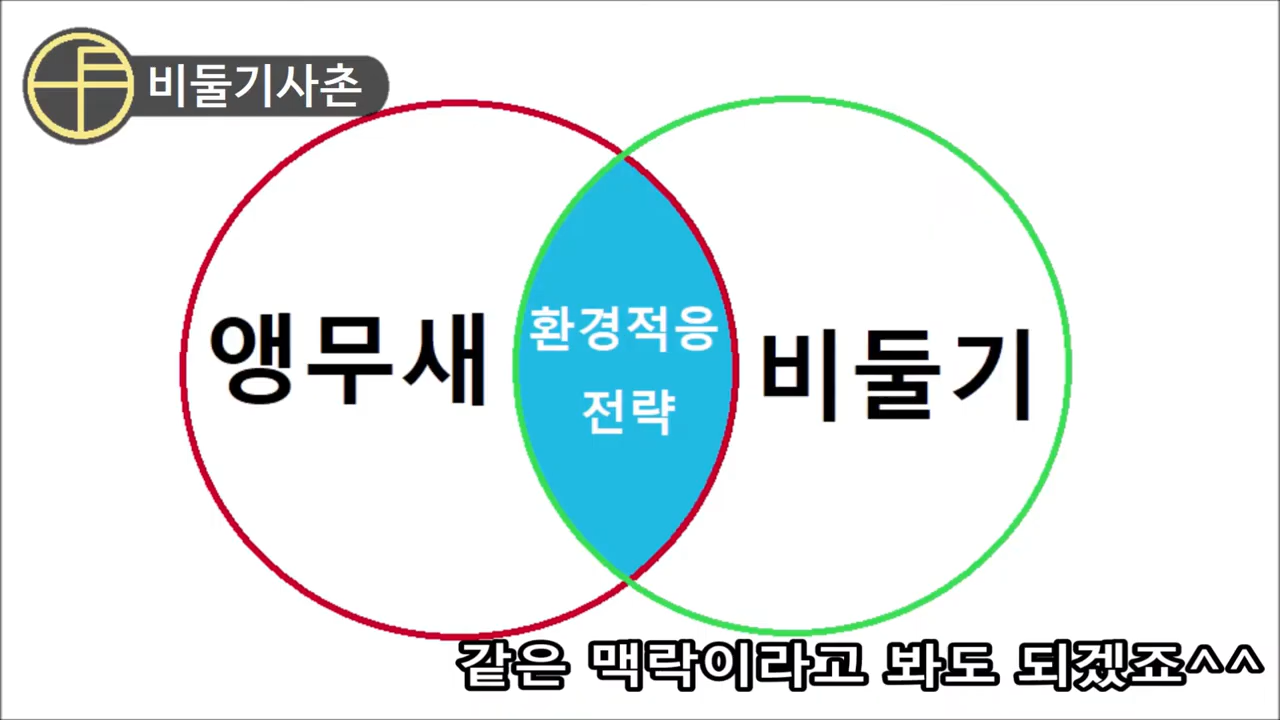 비둘기사촌
앵무새
환경적응
전략
비둘기
같은 맥락이라고 봐도 되겠죠^^